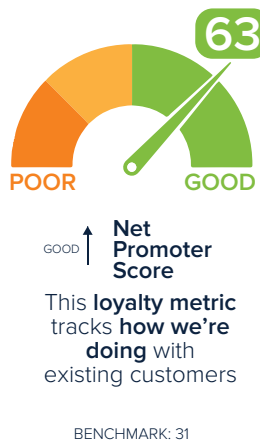 63
POOR
GOOD
GOOD
Net
Promoter
Score
This loyalty metric
tracks how we're
doing with
existing customers
BENCHMARK: 31